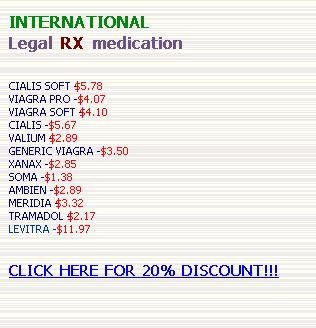 INTERNATIONAL
Legal RX medication
CIALIS SOFT $5.78
VIAGRA PRO -$4.07
VIAGRA SOFT $4.10
CIALIS -$5.67
VALIUM $2.89
GENERIC VIAGRA -$3.50
XANAX -$2.85
SOMA -$1.38
AMBIEN -$2.89
MERIDIA $3.32
TRAMADOL $2.17
LEVITRA -$11.97
CLICK HERE FOR 20% DISCOUNT!!!